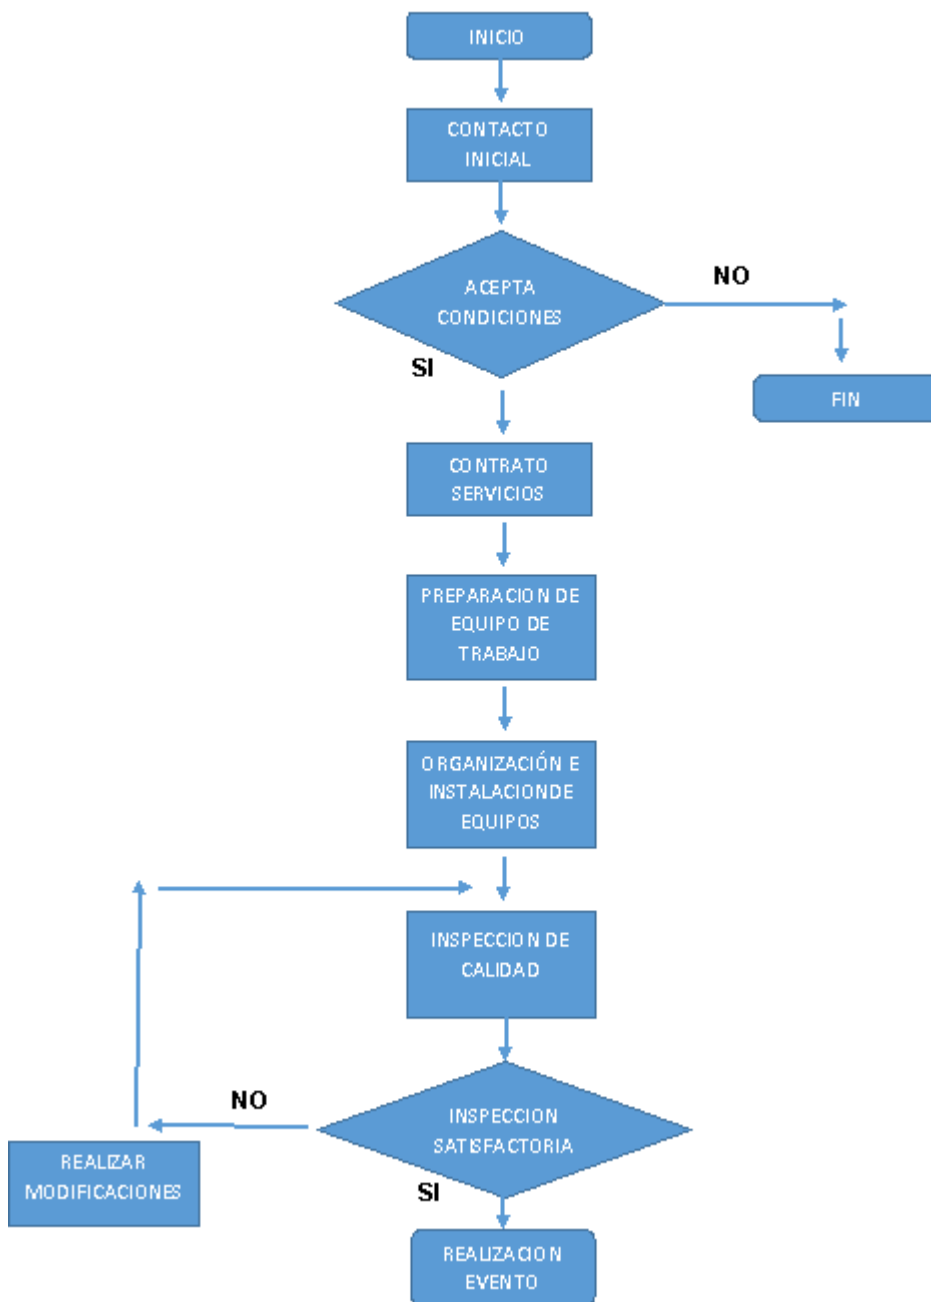 INICIO
CONTACTO
INICIAL
ACEPTA
CONDICIONES
NO
SI
FIN
CONTRATO
SERVICIOS
PREPARACION DE
EQUIPO DE
TRABAJO
ORGANIZACIÓN E
INSTALACIONDE
EQUIPOS
INSPECCION DE
CALIDAD
NO
INSPECCION
SATISFACTORIA
REALIZAR
MODIFICACIONES
SI
REALIZACION
EVENTO